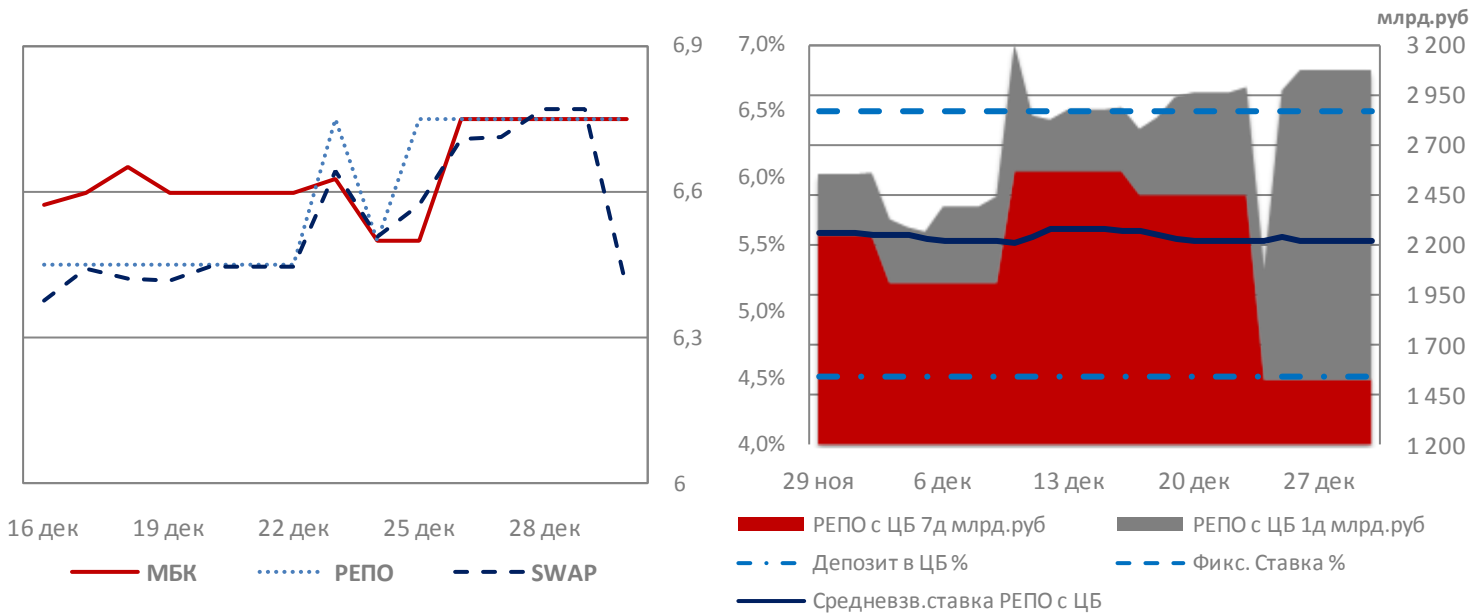 6,9
6,6
6,3
6
16 дек 19 дек 22 дек 25 дек 28 дек
МБК РЕПО SWAP
млрд.руб
7,0% 3 200
6,5% 2 950
2 700
6,0% 2 450
5,5% 2 200
5,0% 1 950
1 700
4,5% 1 450
4,0% 1 200
29 ноя 6 дек 13 дек 20 дек 27 дек
РЕПО с ЦБ 7д млрд.руб РЕПО с ЦБ 1д млрд.руб
Депозит в ЦБ % Фикс. Ставка %
Средневзв.ставка РЕПО с ЦБ